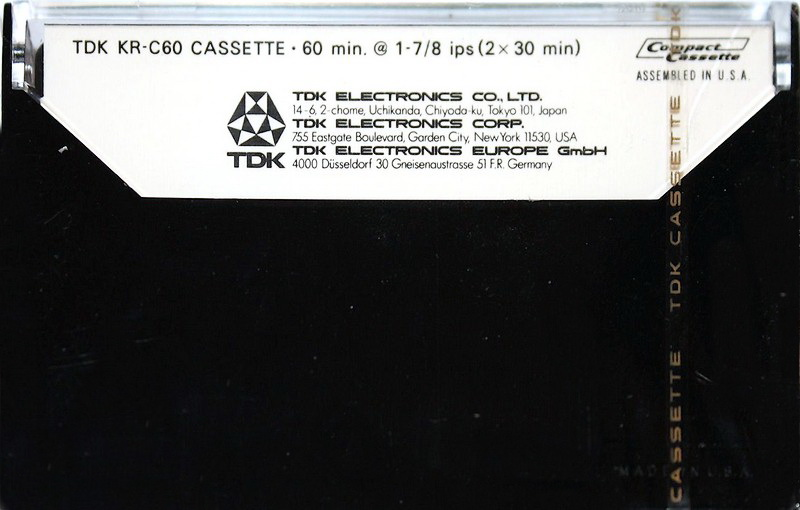 TDK KR-C60 CASSETTE · 60 min. @ 1-7/8 ips (2 × 30 min)
Compact
Cassette
ASSEMBLED IN U.S.A.
TDK ELECTRONICS CO., LTD.
14-6, 2-chome, Uchikanda, Chiyoda-ku, Tokyo 101, Japan
TDK ELECTRONICS CORP.
755 Eastgate Boulevard, Garden City, New York 11530, USA
TDK ELECTRONICS EUROPE GmbH
4000 Düsseldorf 30 Gneisenaustrasse 51 F.R. Germany
TDK
CASSETTE TDK CASSETTE TDK
MADE IN U.S.A.